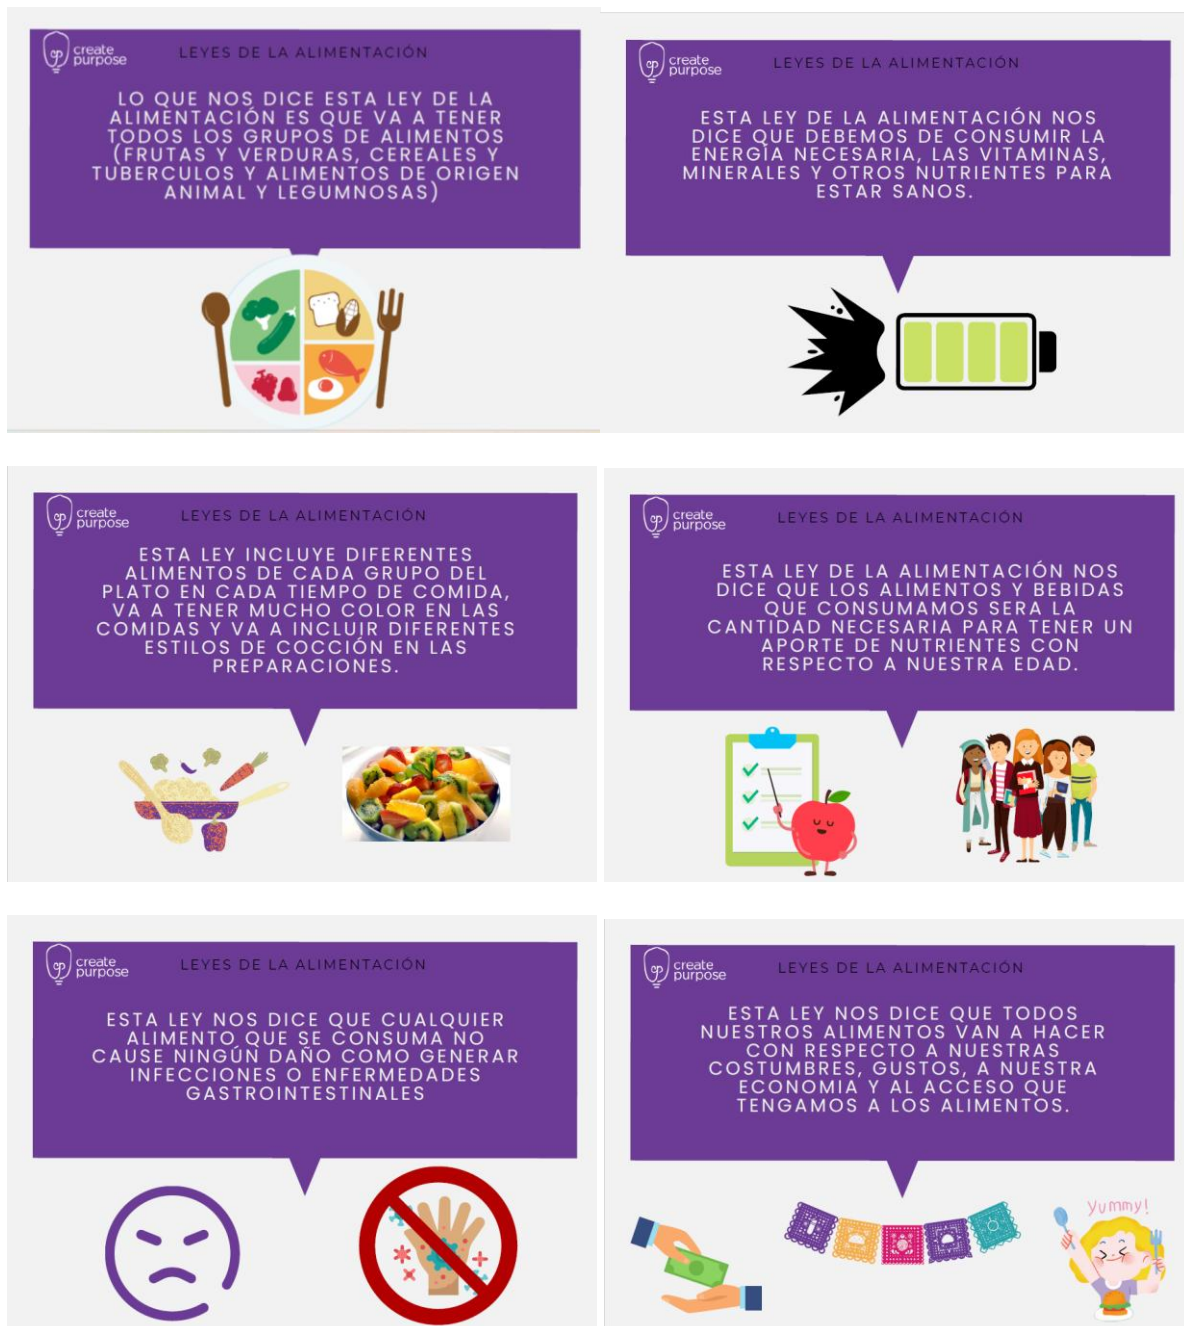 create
purpose
LEYES DE LA ALIMENTACIÓN
LO QUE NOS DICE ESTA LEY DE LA
ALIMENTACIÓN ES QUE VA A TENER
TODOS LOS GRUPOS DE ALIMENTOS
(FRUTAS Y VERDURAS, CEREALES Y
TUBERCULOS Y ALIMENTOS DE ORIGEN
ANIMAL Y LEGUMNOSAS)
create
purpose
LEYES DE LA ALIMENTACIÓN
ESTA LEY DE LA ALIMENTACIÓN NOS
DICE QUE DEBEMOS DE CONSUMIR LA
ENERGÍA NECESARIA, LAS VITAMINAS,
MINERALES Y OTROS NUTRIENTES PARA
ESTAR SANOS.
create
purpose
LEYES DE LA ALIMENTACIÓN
ESTA LEY INCLUYE DIFERENTES
ALIMENTOS DE CADA GRUPO DEL
PLATO EN CADA TIEMPO DE COMIDA,
VA A TENER MUCHO COLOR EN LAS
COMIDAS Y VA A INCLUIR DIFERENTES
ESTILOS DE COCCIÓN EN LAS
PREPARACIONES.
create
purpose
LEYES DE LA ALIMENTACIÓN
ESTA LEY DE LA ALIMENTACIÓN NOS
DICE QUE LOS ALIMENTOS Y BEBIDAS
QUE CONSUMAMOS SERA LA
CANTIDAD NECESARIA PARA TENER UN
APORTE DE NUTRIENTES CON
RESPECTO A NUESTRA EDAD.
create
purpose
LEYES DE LA ALIMENTACIÓN
ESTA LEY NOS DICE QUE CUALQUIER
ALIMENTO QUE SE CONSUMA NO
CAUSE NINGÚN DAÑO COMO GENERAR
INFECCIONES O ENFERMEDADES
GASTROINTESTINALES
create
purpose
LEYES DE LA ALIMENTACIÓN
ESTA LEY NOS DICE QUE TODOS
NUESTROS ALIMENTOS VAN A HACER
CON RESPECTO A NUESTRAS
COSTUMBRES, GUSTOS, A NUESTRA
ECONOMIA Y AL ACCESO QUE
TENGAMOS A LOS ALIMENTOS.
Yummy!